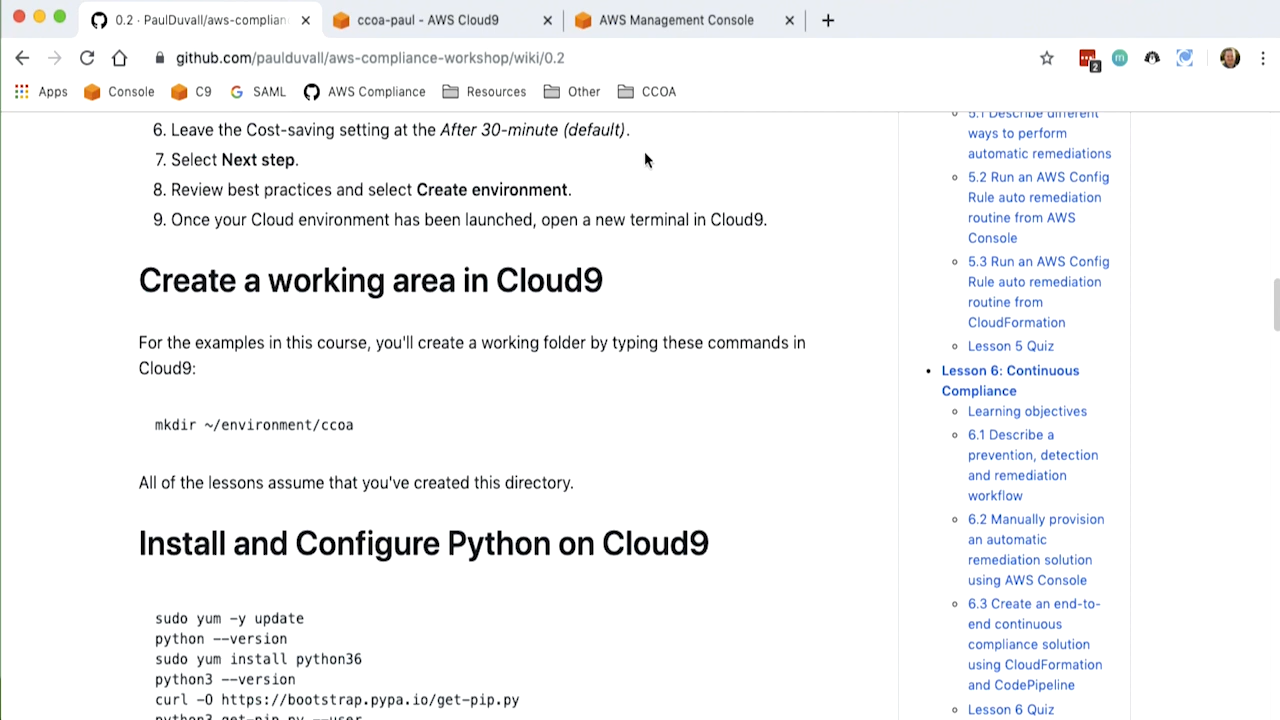 0.2 · PaulDuvall/aws-complian
ccoa-paul - AWS Cloud9
AWS Management Console
github.com/paulduvall/aws-compliance-workshop/wiki/0.2
2
m
Apps
Console
C9
SAML
AWS Compliance
Resources
Other
CCOA
6. Leave the Cost-saving setting at the After 30-minute (default).
7. Select Next step.
8. Review best practices and select Create environment.
9. Once your Cloud environment has been launched, open a new terminal in Cloud9.
Create a working area in Cloud9
For the examples in this course, you'll create a working folder by typing these commands in
Cloud9:
mkdir ~/environment/ccoa
All of the lessons assume that you've created this directory.
Install and Configure Python on Cloud9
sudo yum -y update
python --version
sudo yum install python36
python3 --version
curl -O https://bootstrap.pypa.io/get-pip.py
python3 get-pip.py --user
5.1 Describe different
ways to perform
automatic remediations
5.2 Run an AWS Config
Rule auto remediation
routine from AWS
Console
5.3 Run an AWS Config
Rule auto remediation
routine from
CloudFormation
Lesson 5 Quiz
Lesson 6: Continuous
Compliance
Learning objectives
6.1 Describe a
prevention, detection
and remediation
workflow
6.2 Manually provision
an automatic
remediation solution
using AWS Console
6.3 Create an end-to-
end continuous
compliance solution
using CloudFormation
and CodePipeline
Lesson 6 Quiz